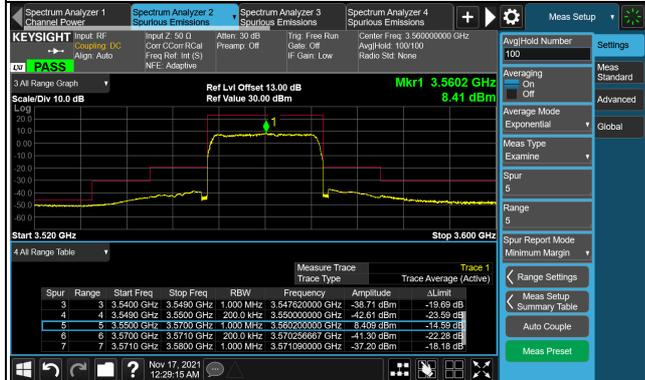 Spectrum Analyzer 1
Channel Power
Spectrum Analyzer 2
Spurious Emissions
Spectrum Analyzer 3
Spurious Emissions
Spectrum Analyzer 4
Spurious Emissions
Meas Setup
KEYSIGHT
Input: RF
Coupling: DC
Align: Auto
Input Z: 50 Ω
Corr CCorr RCal
Freq Ref: Int (S)
NFE: Adaptive
Atten: 30 dB
Preamp: Off
Trig: Free Run
Gate: Off
IF Gain: Low
Center Freq: 3.560000000 GHz
Avg|Hold: 100/100
Radio Std: None
LXI
PASS
3 All Range Graph
Ref Lvl Offset 13.00 dB
Mkr1 3.5602 GHz
Scale/Div 10.0 dB
Ref Value 30.00 dBm
8.41 dBm
Log
20.0
10.0
0.00
-10.0
-20.0
-30.0
-40.0
-50.0
-60.0
1
Start 3.520 GHz
Stop 3.600 GHz
4 All Range Table
Measure Trace Trace 1
Trace Type Trace Average (Active)
Spur Range Start Freq Stop Freq RBW Frequency Amplitude ΔLimit
3 3 3.5400 GHz 3.5490 GHz 1.000 MHz 3.547620000 GHz -38.71 dBm -19.69 dB
4 4 3.5490 GHz 3.5500 GHz 200.0 kHz 3.550000000 GHz -42.61 dBm -23.59 dB
5 5 3.5500 GHz 3.5700 GHz 1.000 MHz 3.560200000 GHz 8.409 dBm -14.59 dB
6 6 3.5700 GHz 3.5710 GHz 200.0 kHz 3.570256667 GHz -41.30 dBm -22.28 dB
7 7 3.5710 GHz 3.5800 GHz 1.000 MHz 3.571090000 GHz -37.20 dBm -18.18 dB
Nov 17, 2021
12:29:15 AM
Avg|Hold Number
100
Averaging
On
Off
Average Mode
Exponential
Meas Type
Examine
Spur
5
Range
5
Spur Report Mode
Minimum Margin
Range Settings
Meas Setup
Summary Table
Auto Couple
Meas Preset
Settings
Meas
Standard
Advanced
Global